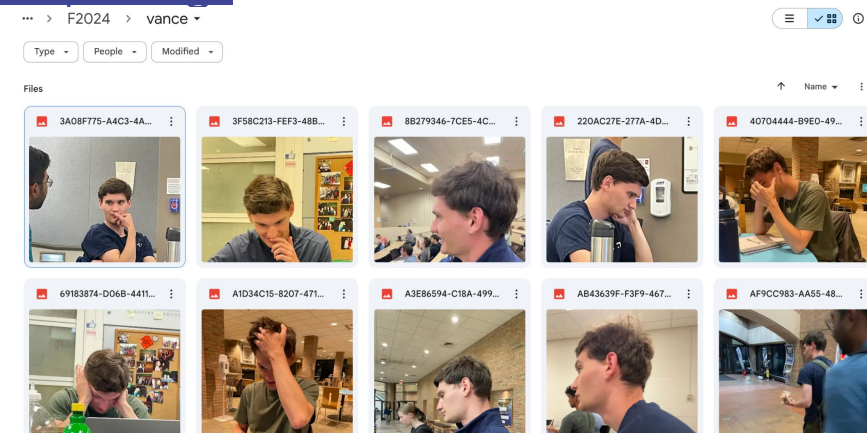 F2024 > vance
Type People Modified
Files Name
3A08F775-A4C3-4A...
3F58C213-FEF3-48B...
8B279346-7CE5-4C...
220AC27E-277A-4D...
40704444-B9E0-49...
69183874-D06B-4411...
A1D34C15-8207-471...
A3E86594-C18A-499...
AB43639F-F3F9-467...
AF9CC983-AA55-48...